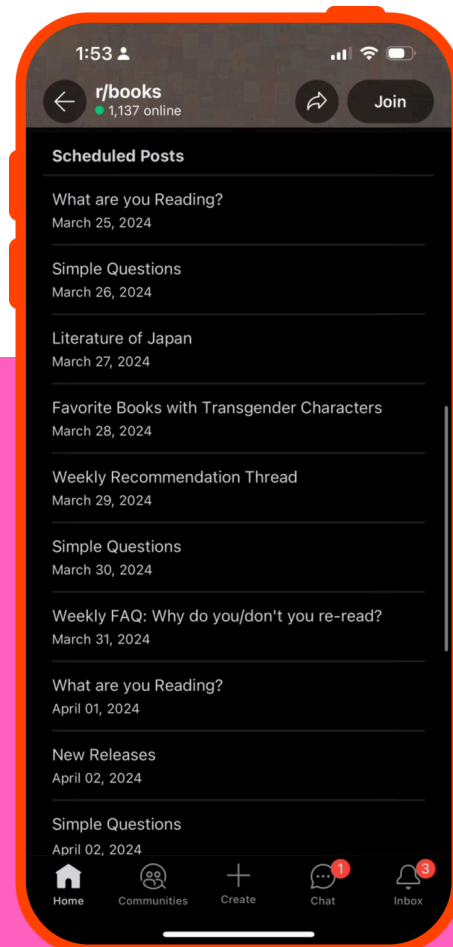 1:53
r/books
1,137 online
Join
Scheduled Posts
What are you Reading?
March 25, 2024
Simple Questions
March 26, 2024
Literature of Japan
March 27, 2024
Favorite Books with Transgender Characters
March 28, 2024
Weekly Recommendation Thread
March 29, 2024
Simple Questions
March 30, 2024
Weekly FAQ: Why do you/don't you re-read?
March 31, 2024
What are you Reading?
April 01, 2024
New Releases
April 02, 2024
Simple Questions
April 02, 2024
1 3
Home Communities Create Chat Inbox